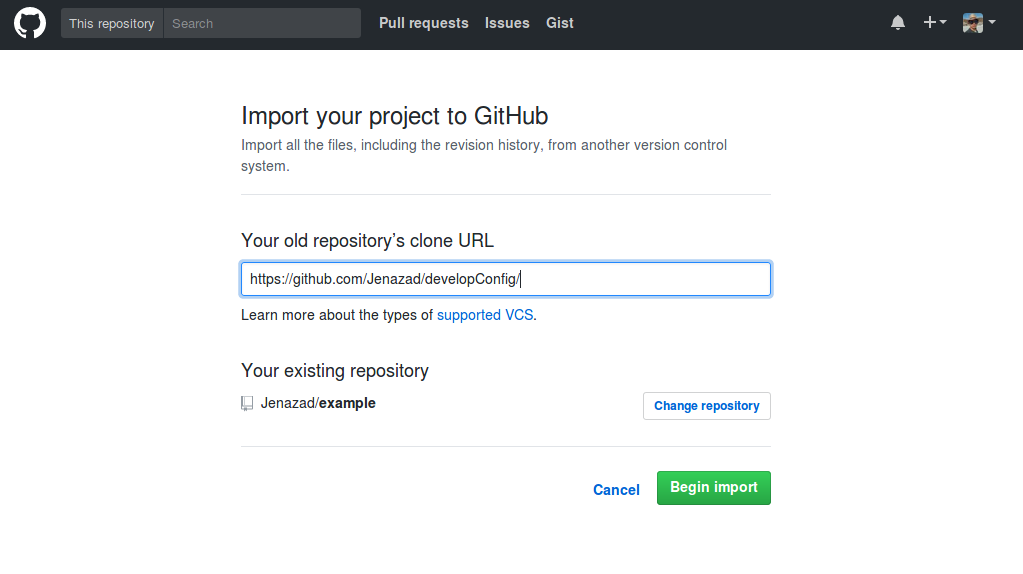 This repository Search Pull requests Issues Gist
Import your project to GitHub
Import all the files, including the revision history, from another version control
system.
Your old repository’s clone URL
https://github.com/Jenazad/developConfig/
Learn more about the types of supported VCS.
Your existing repository
Jenazad/example
Change repository
Cancel Begin import